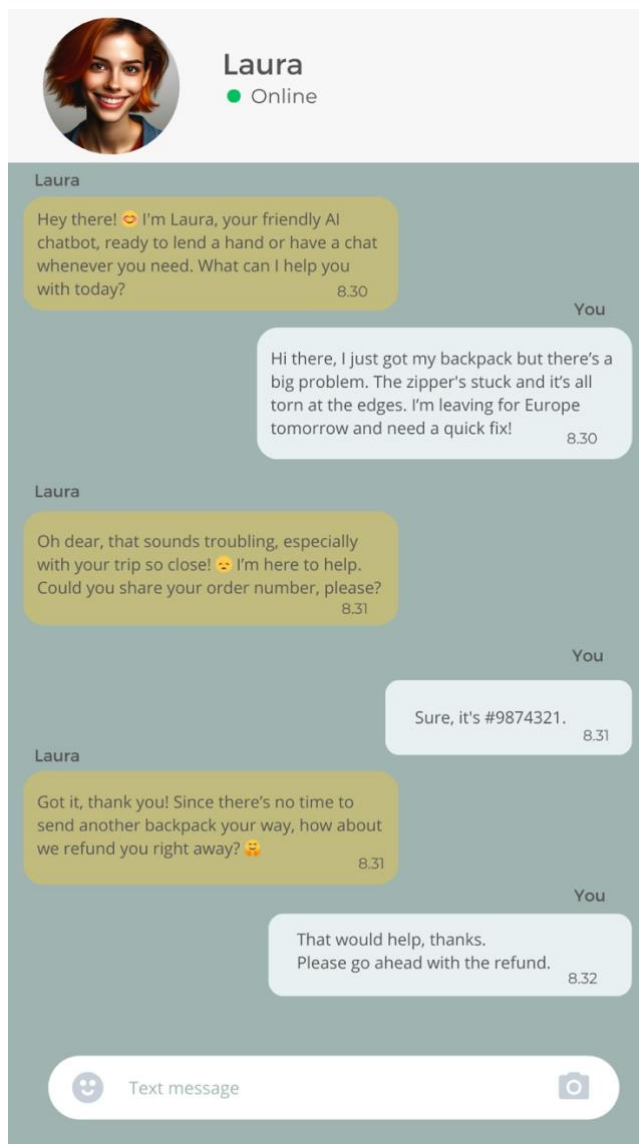 Laura
Online
Laura
Hey there! 😊 I'm Laura, your friendly AI
chatbot, ready to lend a hand or have a chat
whenever you need. What can I help you
with today?
8.30
You
Hi there, I just got my backpack but there’s a
big problem. The zipper's stuck and it’s all
torn at the edges. I’m leaving for Europe
tomorrow and need a quick fix!
8.30
Laura
Oh dear, that sounds troubling, especially
with your trip so close! 😔 I’m here to help.
Could you share your order number, please?
8.31
You
Sure, it's #9874321.
8.31
Laura
Got it, thank you! Since there’s no time to
send another backpack your way, how about
we refund you right away? 🤗
8.31
You
That would help, thanks.
Please go ahead with the refund.
8.32
Text message